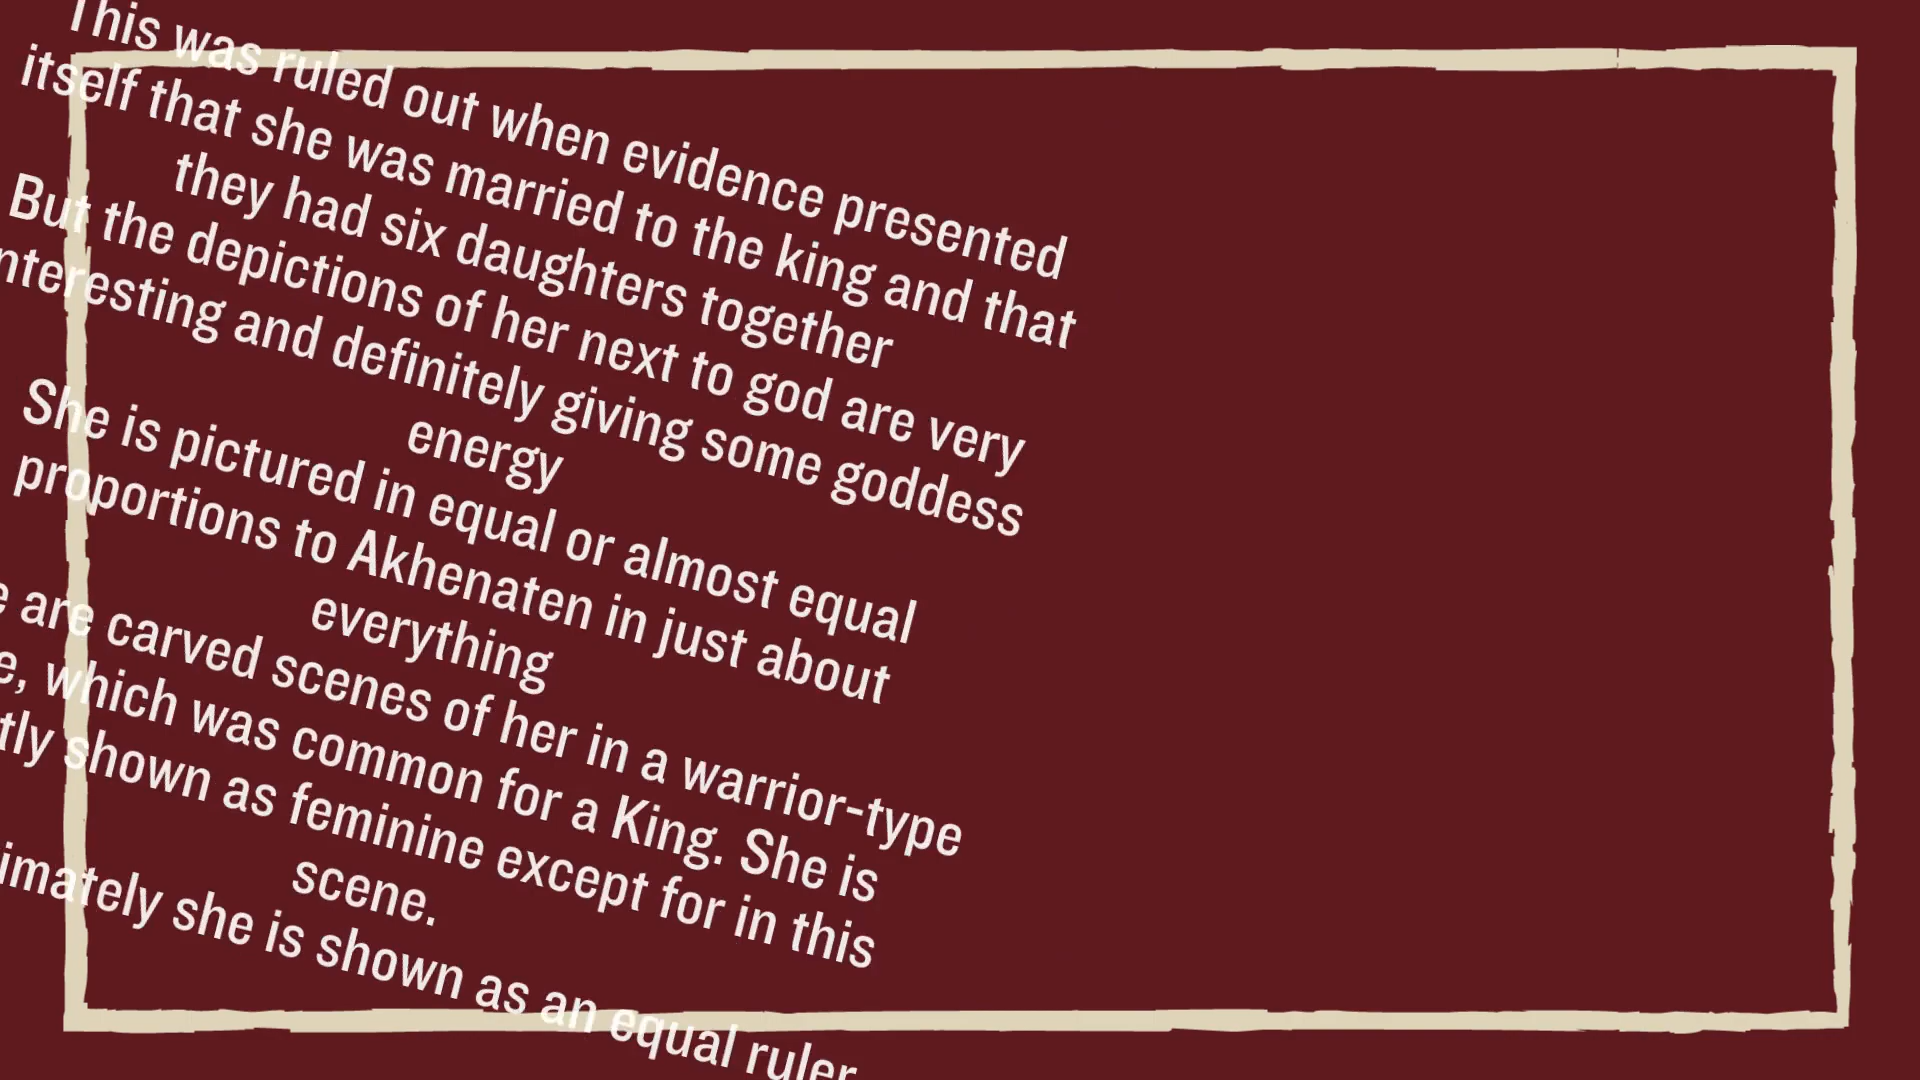 This was ruled out when evidence presented
itself that she was married to the king and that
they had six daughters together
But the depictions of her next to god are very
nteresting and definitely giving some goddess
energy
She is pictured in equal or almost equal
proportions to Akhenaten in just about
everything
e are carved scenes of her in a warrior-type
e, which was common for a King. She is
tly shown as feminine except for in this
scene.
imately she is shown as an equal ruler